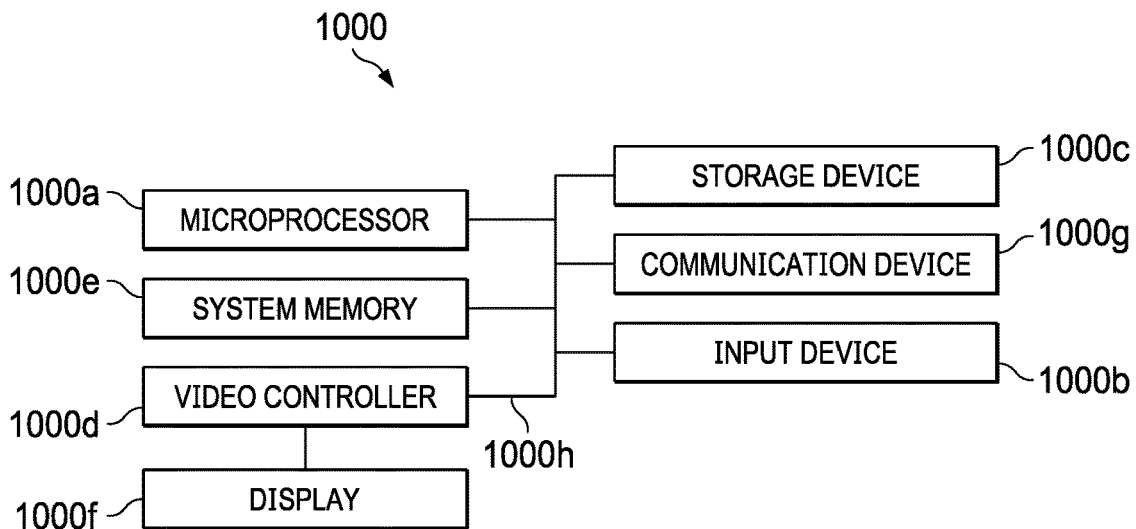 1000
1000a
MICROPROCESSOR
1000e
SYSTEM MEMORY
1000d
VIDEO CONTROLLER
1000f
DISPLAY
1000h
STORAGE DEVICE
1000c
COMMUNICATION DEVICE
1000g
INPUT DEVICE
1000b